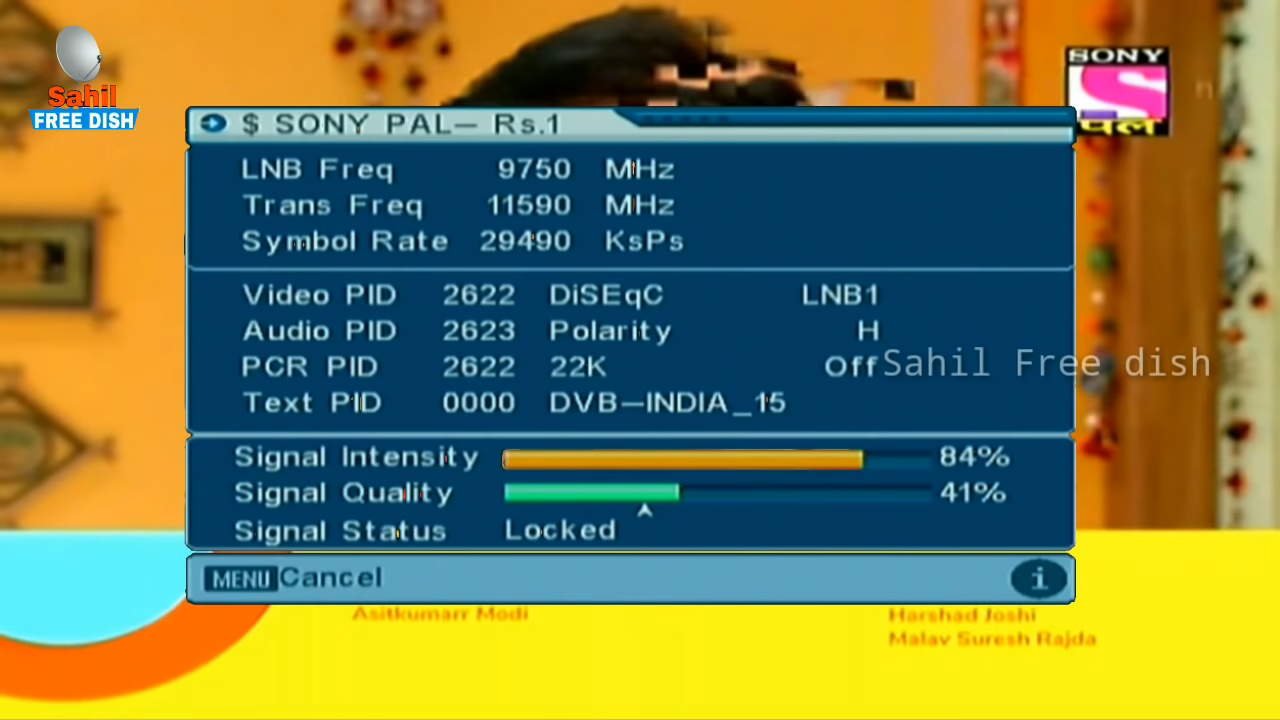 Sahil
FREE DISH
SONY
S
पल
$ SONY PAL— Rs.1
LNB Freq 9750 MHz
Trans Freq 11590 MHz
Symbol Rate 29490 KsPs
Video PID 2622 DiSEqC LNB1
Audio PID 2623 Polarity H
PCR PID 2622 22K Off
Sahil Free dish
Text PID 0000 DVB—INDIA_15
Signal Intensity 84%
Signal Quality 41%
Signal Status Locked
MENU Cancel i
Asitkumarr Modi
Harshad Joshi
Malav Suresh Rajda